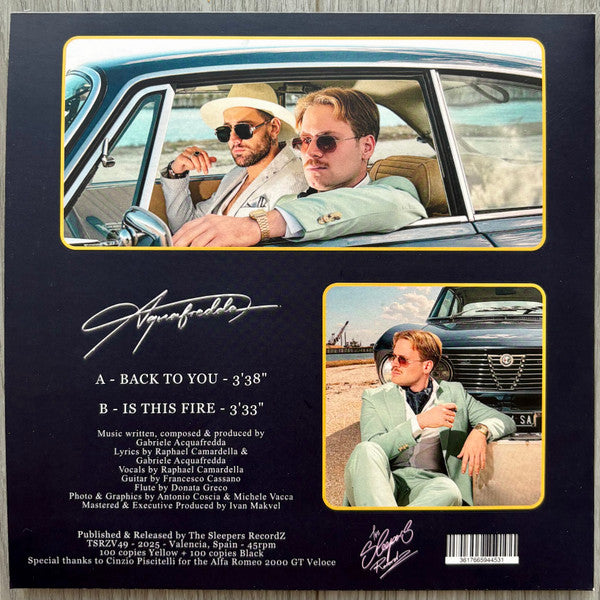 Acquafredda
A - BACK TO YOU - 3'38"
B - IS THIS FIRE - 3'33"
Music written, composed & produced by
Gabriele Acquafredda
Lyrics by Raphael Camardella &
Gabriele Acquafredda
Vocals by Raphael Camardella
Guitar by Francesco Cassano
Flute by Donata Greco
Photo & Graphics by Antonio Coscia & Michele Vacca
Mastered & Executive Produced by Ivan Makvel
Published & Released by The Sleepers RecordZ
TSRZV49 - 2025 - Valencia, Spain - 45rpm
100 copies Yellow + 100 copies Black
Special thanks to Cinzio Piscitelli for the Alfa Romeo 2000 GT Veloce
SA
The Sleepers RecordZ
3617665944531